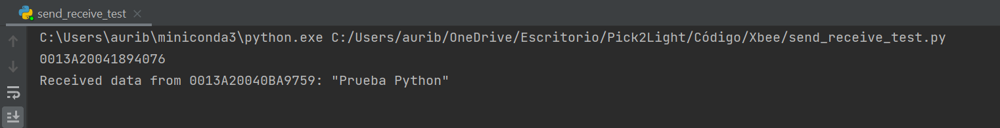 send_receive_test
C:\Users\aurib\miniconda3\python.exe C:/Users/aurib/OneDrive/Escritorio/Pick2Light/Código/Xbee/send_receive_test.py
0013A20041894076
Received data from 0013A20040BA9759: "Prueba Python"